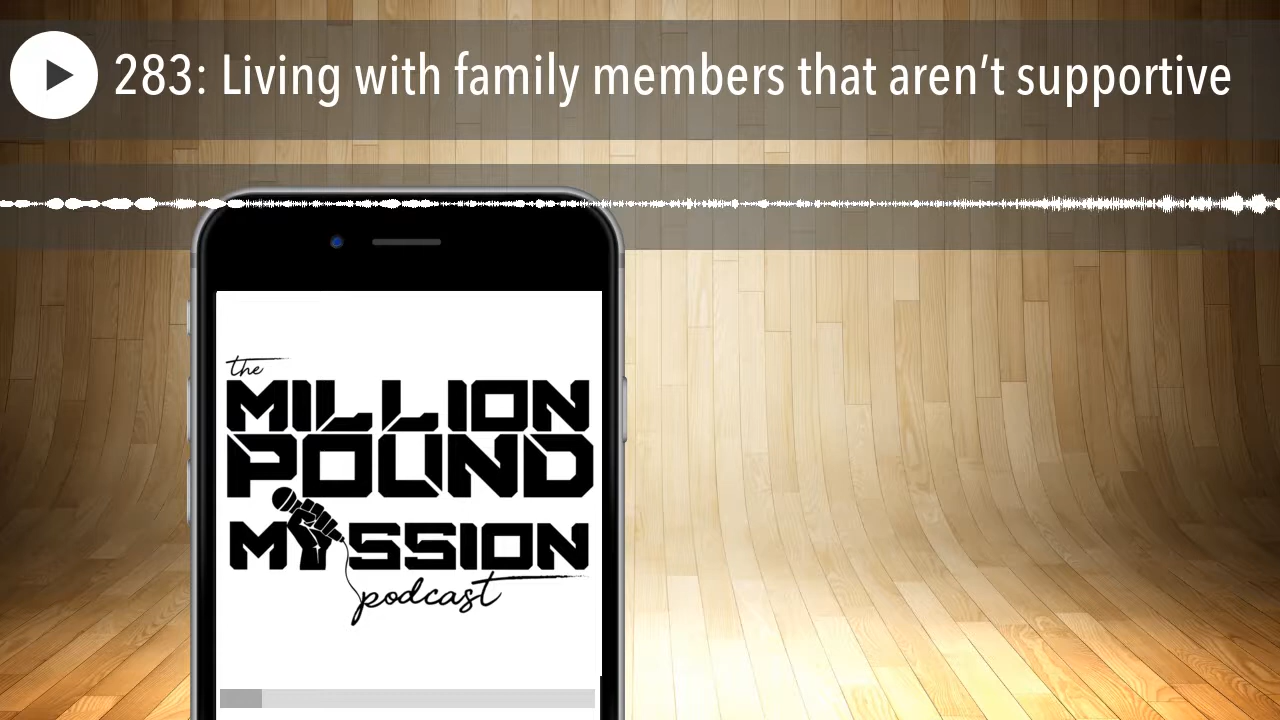 283: Living with family members that aren’t supportive
the
MILLION
POUND
MISSION
podcast